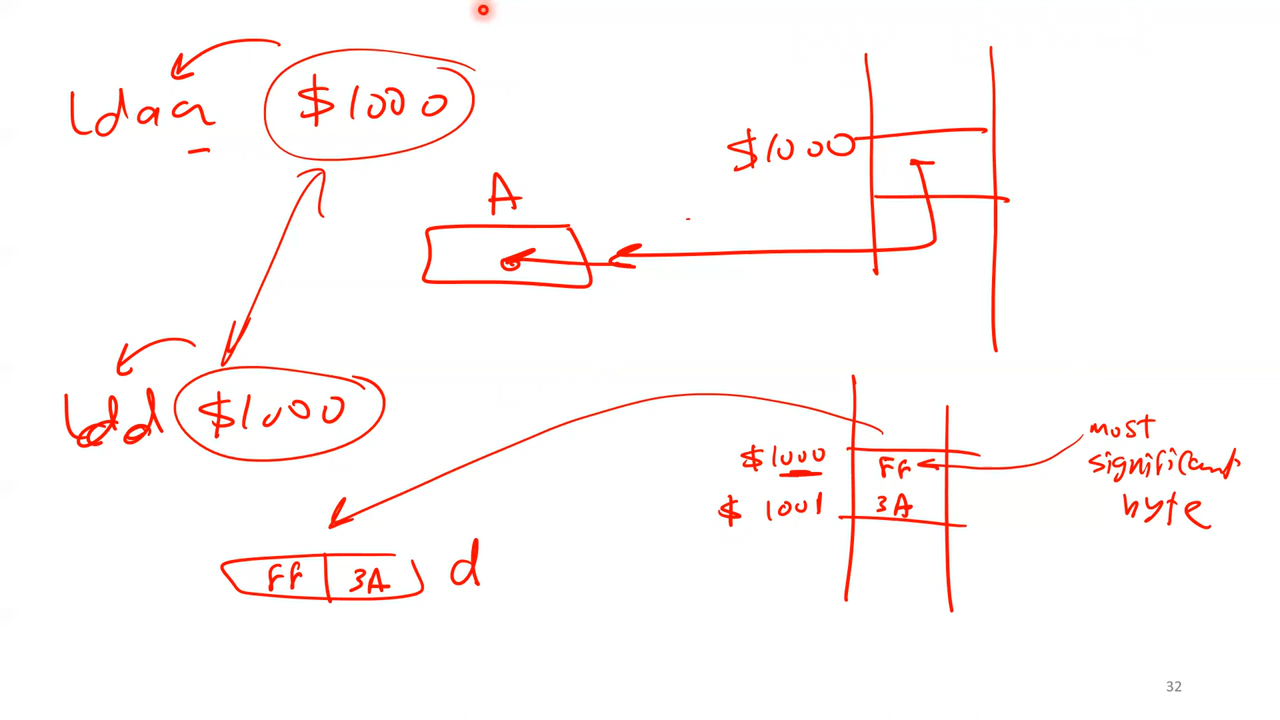 ldaa $1000
$1000
A
ldd $1000
$1000 FF
$1001 3A
most
significant
byte
FF 3A d
32